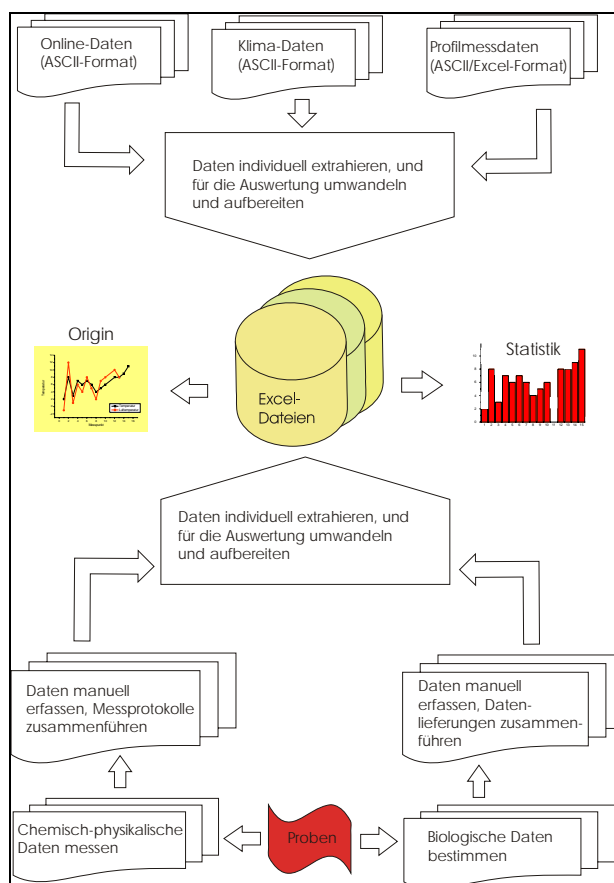 Online-Daten
(ASCII-Format)
Klima-Daten
(ASCII-Format)
Profilmessdaten
(ASCII/Excel-Format)
Daten individuell extrahieren, und
für die Auswertung umwandeln
und aufbereiten
Origin
Excel-
Dateien
Statistik
Daten individuell extrahieren, und
für die Auswertung umwandeln
und aufbereiten
Daten manuell
erfassen, Messprotokolle
zusammenführen
Daten manuell
erfassen, Daten-
lieferungen zusammen-
führen
Chemisch-physikalische
Daten messen
Proben
Biologische Daten
bestimmen